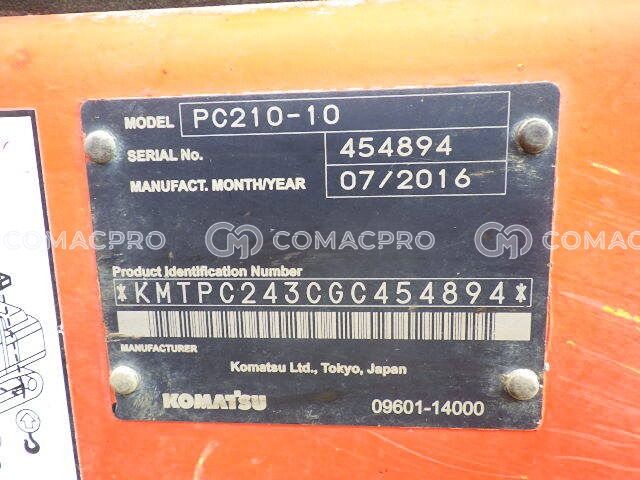 MODEL PC210-10
SERIAL No. 454894
MANUFACT. MONTH/YEAR 07/2016
COMACPRO COMACPRO COMACPRO
Product Identification Number
*KMTPC243CGC454894*
MANUFACTURER
Komatsu Ltd., Tokyo, Japan
KOMATSU 09601-14000